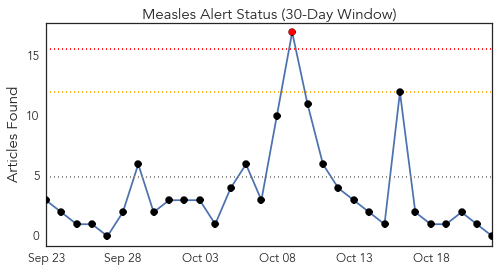 Measles Alert Status (30-Day Window)
Articles Found
15
10
5
0
Sep 23
Sep 28
Oct 03
Oct 08
Oct 13
Oct 18